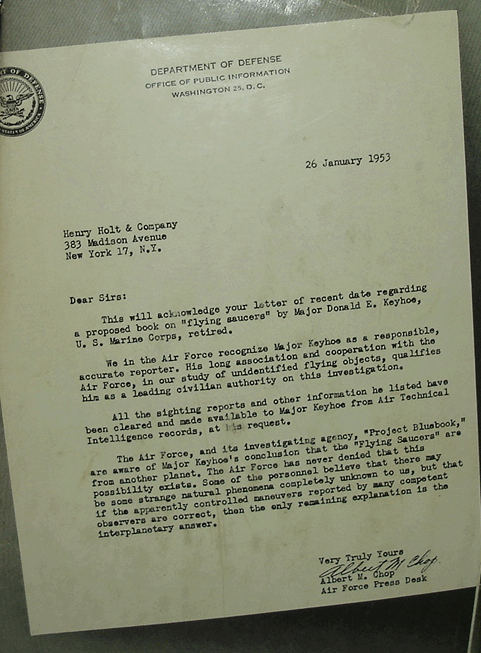 DEPARTMENT OF DEFENSE
OFFICE OF PUBLIC INFORMATION
WASHINGTON 25, D.C.
26 January 1953
Henry Holt & Company
383 Madison Avenue
New York 17, N.Y.
Dear Sirs:
This will acknowledge your letter of recent date regarding
a proposed book on "flying saucers" by Major Donald E. Keyhoe,
U. S. Marine Corps, retired.
We in the Air Force recognize Major Keyhoe as a responsible,
accurate reporter. His long association and cooperation with the
Air Force, in our study of unidentified flying objects, qualifies
him as a leading civilian authority on this investigation.
All the sighting reports and other information he listed have
been cleared and made available to Major Keyhoe from Air Technical
Intelligence records, at his request.
The Air Force, and its investigating agency, "Project Bluebook,"
are aware of Major Keyhoe's conclusion that the "Flying Saucers" are
from another planet. The Air Force has never denied that this
possibility exists. Some of the personnel believe that there may
be some strange natural phenomena completely unknown to us, but that
if the apparently controlled maneuvers reported by many competent
observers are correct, then the only remaining explanation is the
interplanetary answer.
Very Truly Yours
Albert M Chop
Albert M. Chop
Air Force Press Desk